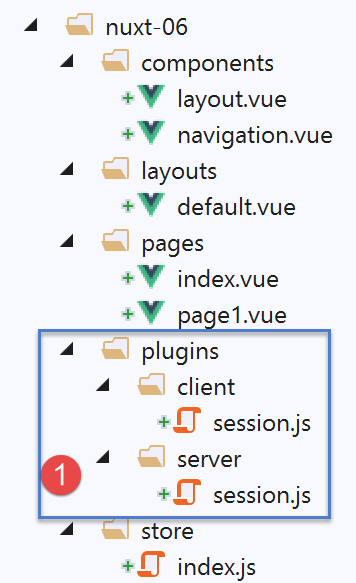 nuxt-06
components
layout.vue
navigation.vue
layouts
default.vue
pages
index.vue
page1.vue
plugins
client
session.js
server
1
session.js
store
index.js